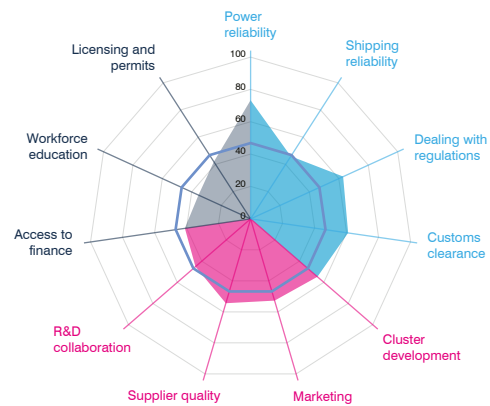 Power
reliability
Shipping
reliability
Dealing with
regulations
Customs
clearance
Cluster
development
Marketing
Supplier quality
R&D
collaboration
Access to
finance
Workforce
education
Licensing and
permits
100
80
60
40
20
0